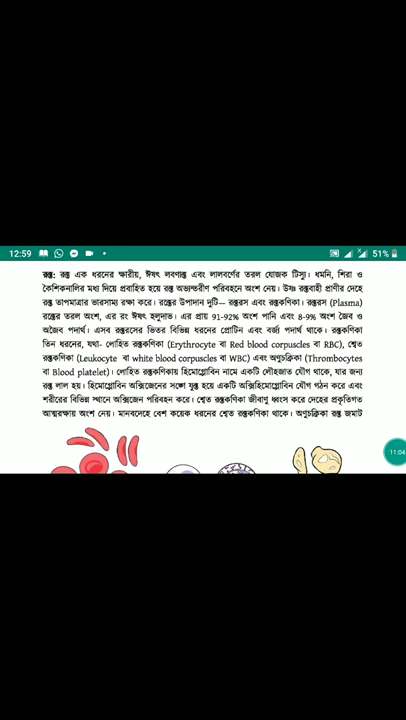 12:59
51%
রক্ত: রক্ত এক ধরনের ক্ষারীয়, ঈষৎ লবণাক্ত এবং লালবর্ণের তরল যোজক টিস্যু। ধমনি, শিরা ও
কৈশিকনালির মধ্য দিয়ে প্রবাহিত হয়ে রক্ত অভ্যন্তরীণ পরিবহনে অংশ নেয়। উষ্ণ রক্তবাহী প্রাণীর দেহে
রক্ত তাপমাত্রার ভারসাম্য রক্ষা করে। রক্তের উপাদান দুটি— রক্তরস এবং রক্তকণিকা। রক্তরস (Plasma)
রক্তের তরল অংশ, এর রং ঈষৎ হলুদাভ। এর প্রায় 91-92% অংশ পানি এবং 8-9% অংশ জৈব ও
অজৈব পদার্থ। এসব রক্তরসের ভিতর বিভিন্ন ধরনের প্রোটিন এবং বর্জ্য পদার্থ থাকে। রক্তকণিকা
তিন ধরনের, যথা- লোহিত রক্তকণিকা (Erythrocyte বা Red blood corpuscles বা RBC), শ্বেত
রক্তকণিকা (Leukocyte বা white blood corpuscles বা WBC) এবং অণুচক্রিকা (Thrombocytes
বা Blood platelet)। লোহিত রক্তকণিকায় হিমোগ্লোবিন নামে একটি লৌহজাত যৌগ থাকে, যার জন্য
রক্ত লাল হয়। হিমোগ্লোবিন অক্সিজেনের সঙ্গে যুক্ত হয়ে একটি অক্সিহিমোগ্লোবিন যৌগ গঠন করে এবং
শরীরের বিভিন্ন স্থানে অক্সিজেন পরিবহন করে। শ্বেত রক্তকণিকা জীবাণু ধ্বংস করে দেহের প্রকৃতিগত
আত্মরক্ষায় অংশ নেয়। মানবদেহে বেশ কয়েক ধরনের শ্বেত রক্তকণিকা থাকে। অণুচক্রিকা রক্ত জমাট
11:04